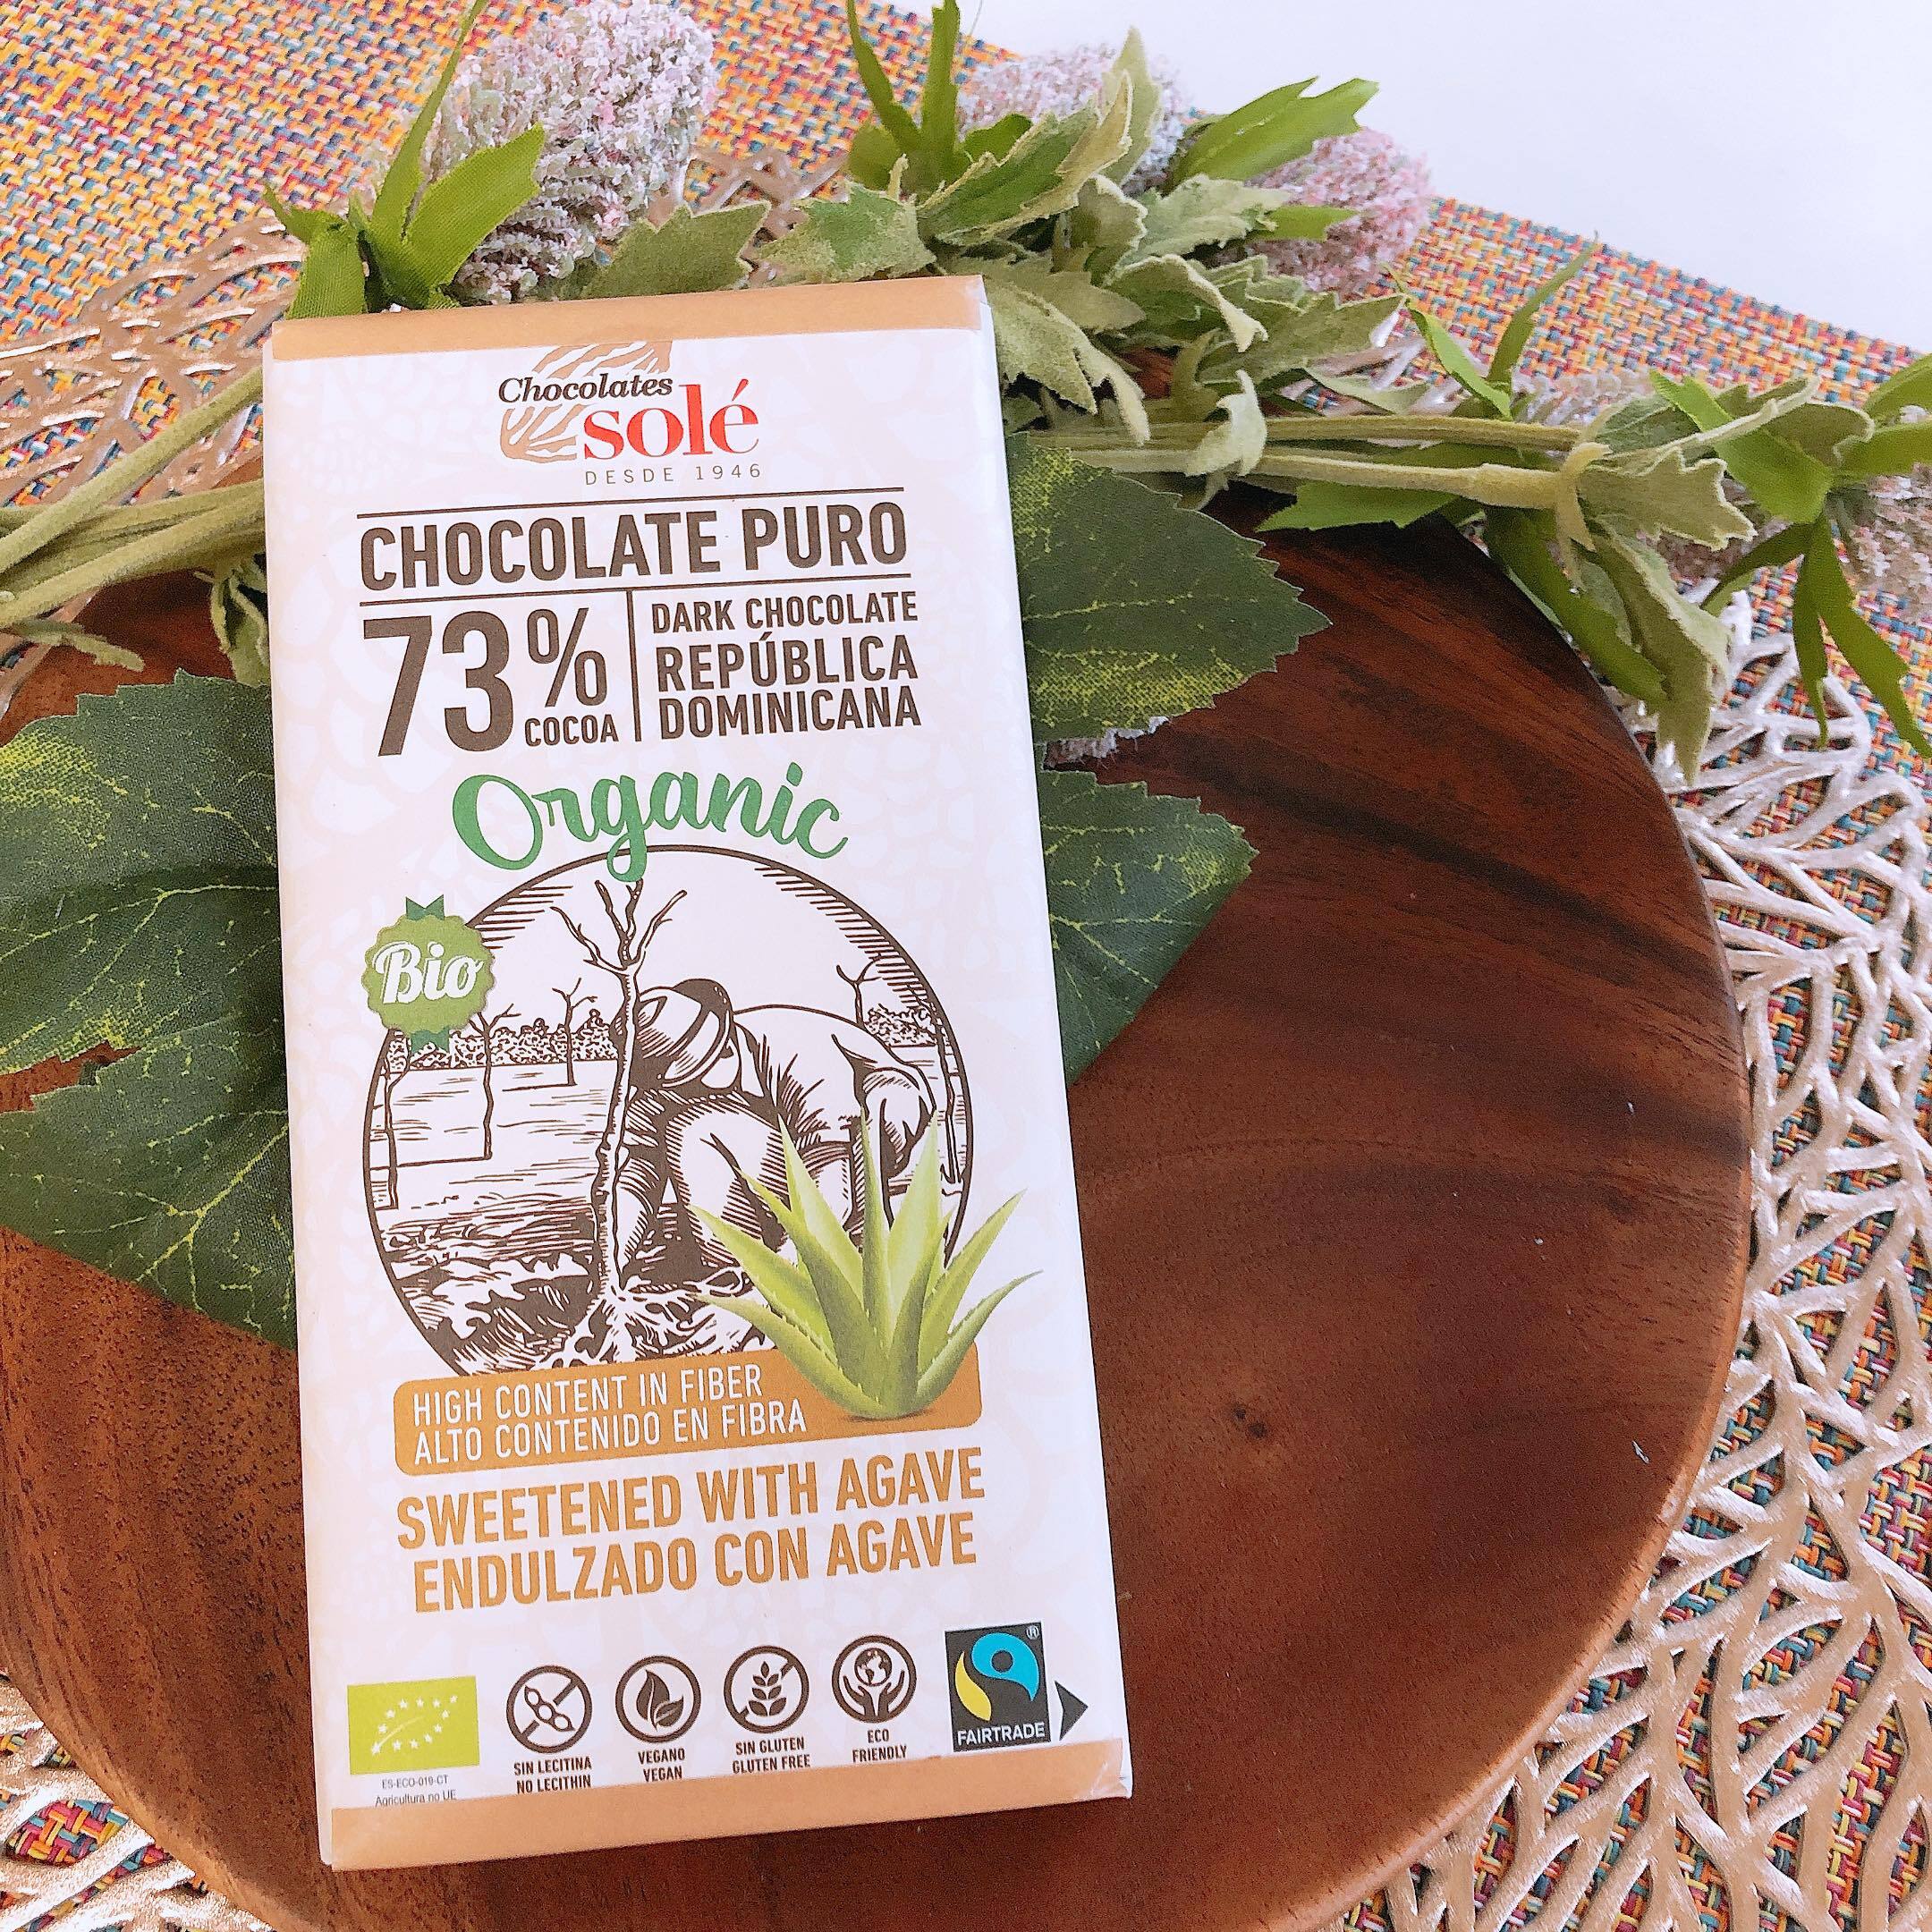 Chocolates
solé
DESDE 1946
CHOCOLATE PURO
73% COCOA
DARK CHOCOLATE
REPÚBLICA
DOMINICANA
Organic
Bio
HIGH CONTENT IN FIBER
ALTO CONTENIDO EN FIBRA
SWEETENED WITH AGAVE
ENDULZADO CON AGAVE
ES-ECO-019-CT
Agricultura no UE
SIN LECITINA
NO LECITHIN
VEGANO
VEGAN
SIN GLUTEN
GLUTEN FREE
ECO
FRIENDLY
FAIRTRADE
®